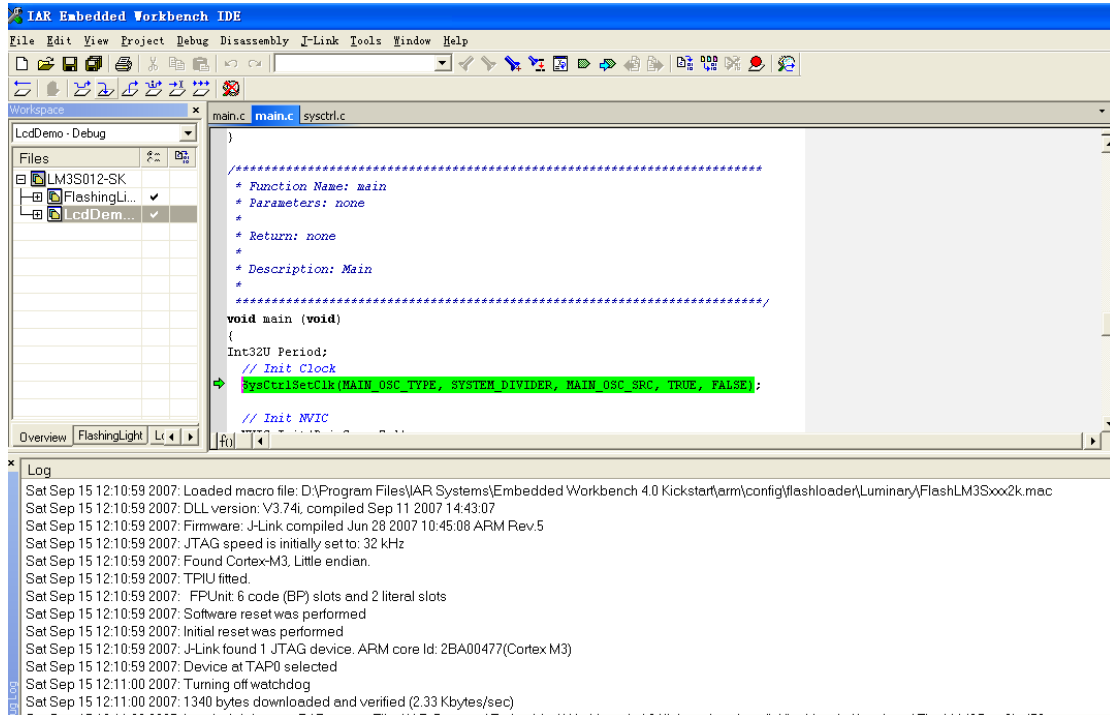 IAR Embedded Workbench IDE
File Edit View Project Debug Disassembly J-Link Tools Window Help
Workspace
main.c main.c sysctrl.c
LcdDemo - Debug
Files
LM3S012-SK
FlashingLi...
LcdDem...
Overview FlashingLight
}
/****************************************************************************
* Function Name: main
* Parameters: none
*
* Return: none
*
* Description: Main
*
****************************************************************************/
void main (void)
{
Int32U Period;
// Init Clock
SysCtrlSetClk(MAIN_OSC_TYPE, SYSTEM_DIVIDER, MAIN_OSC_SRC, TRUE, FALSE);
// Init NVIC
f()
Log
Sat Sep 15 12:10:59 2007: Loaded macro file: D:\Program Files\IAR Systems\Embedded Workbench 4.0 Kickstart\arm\config\flashloader\Luminary\FlashLM3Sxxx2k.mac
Sat Sep 15 12:10:59 2007: DLL version: V3.74i, compiled Sep 11 2007 14:43:07
Sat Sep 15 12:10:59 2007: Firmware: J-Link compiled Jun 28 2007 10:45:08 ARM Rev.5
Sat Sep 15 12:10:59 2007: JTAG speed is initially set to: 32 kHz
Sat Sep 15 12:10:59 2007: Found Cortex-M3, Little endian.
Sat Sep 15 12:10:59 2007: TPIU fitted.
Sat Sep 15 12:10:59 2007: FPUnit: 6 code (BP) slots and 2 literal slots
Sat Sep 15 12:10:59 2007: Software reset was performed
Sat Sep 15 12:10:59 2007: Initial reset was performed
Sat Sep 15 12:10:59 2007: J-Link found 1 JTAG device. ARM core Id: 2BA00477(Cortex M3)
Sat Sep 15 12:10:59 2007: Device at TAP0 selected
Sat Sep 15 12:11:00 2007: Turning off watchdog
Sat Sep 15 12:11:00 2007: 1340 bytes downloaded and verified (2.33 Kbytes/sec)